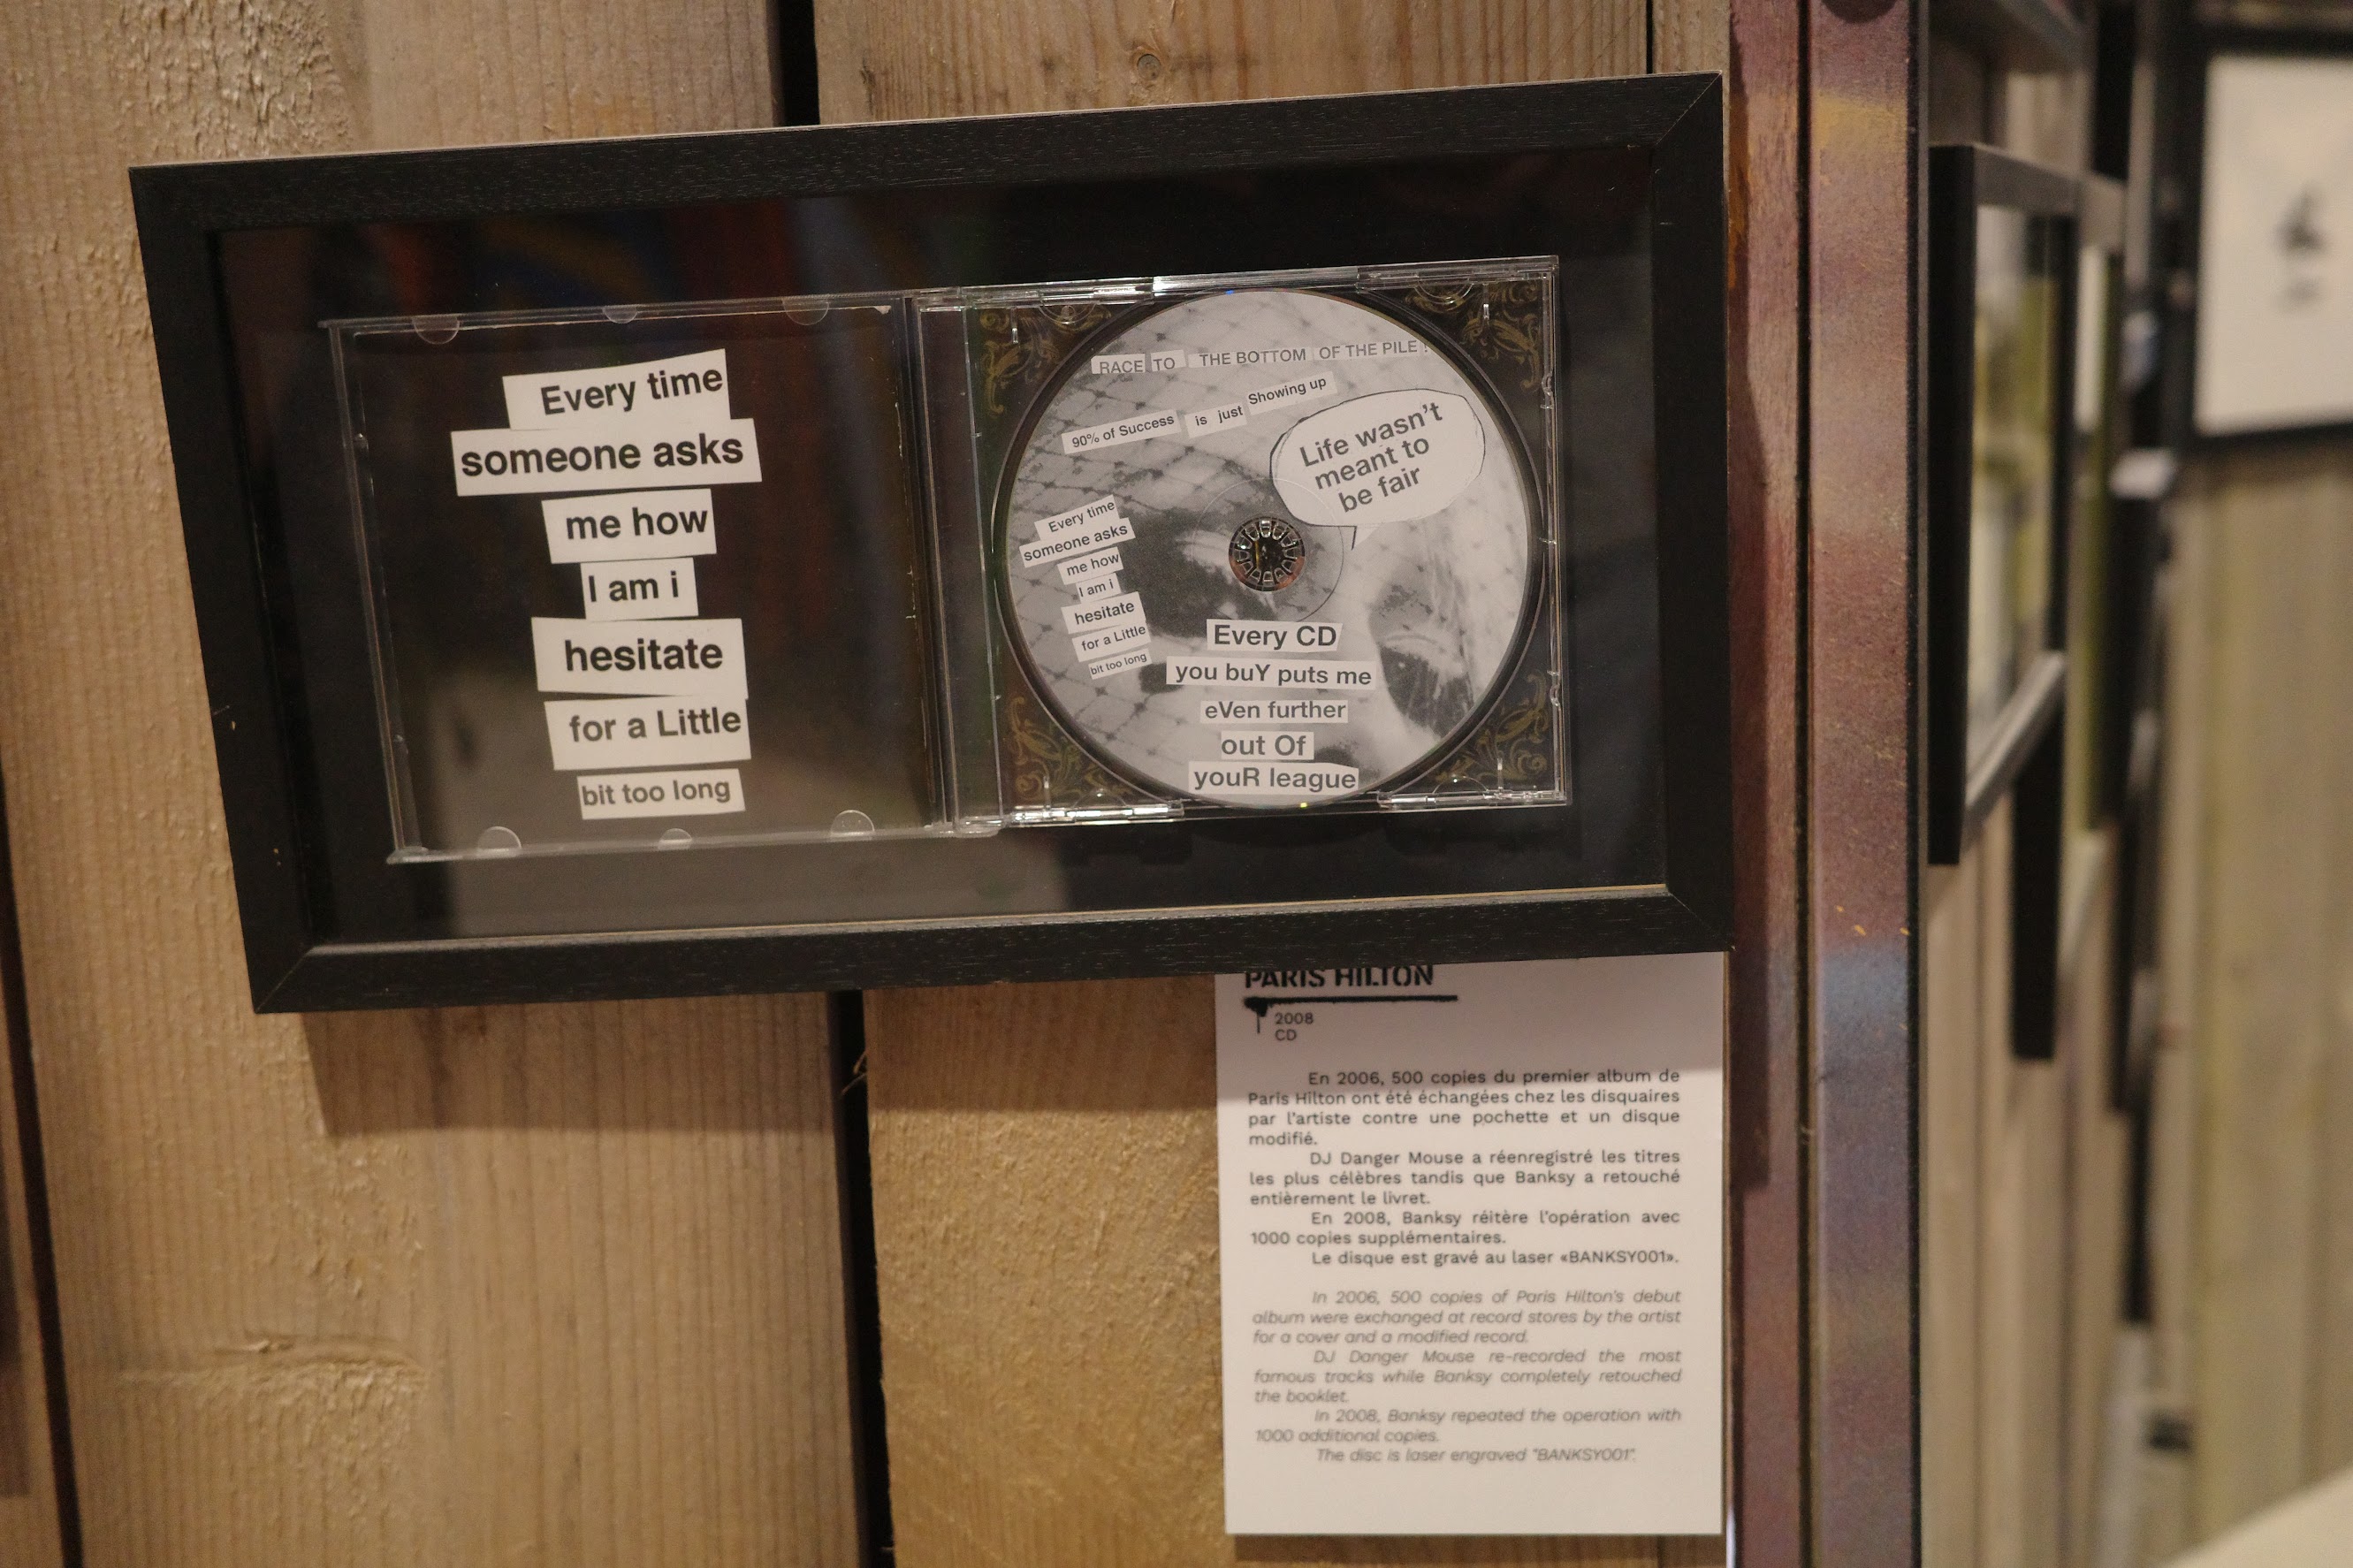 Every time
someone asks
me how
I am i
hesitate
for a Little
bit too long
RACE TO THE BOTTOM OF THE PILE !
90% of Success is just Showing up
Life wasn't
meant to
be fair
Every time
someone asks
me how
I am i
hesitate
for a Little
bit too long
Every CD
you buY puts me
eVen further
out Of
youR league
PARIS HILTON
2008
CD
En 2006, 500 copies du premier album de
Paris Hilton ont été échangées chez les disquaires
par l'artiste contre une pochette et un disque
modifié.
DJ Danger Mouse a réenregistré les titres
les plus célèbres tandis que Banksy a retouché
entièrement le livret.
En 2008, Banksy réitère l'opération avec
1000 copies supplémentaires.
Le disque est gravé au laser «BANKSY001».
In 2006, 500 copies of Paris Hilton's debut
album were exchanged at record stores by the artist
for a cover and a modified record.
DJ Danger Mouse re-recorded the most
famous tracks while Banksy completely retouched
the booklet.
In 2008, Banksy repeated the operation with
1000 additional copies.
The disc is laser engraved "BANKSY001".